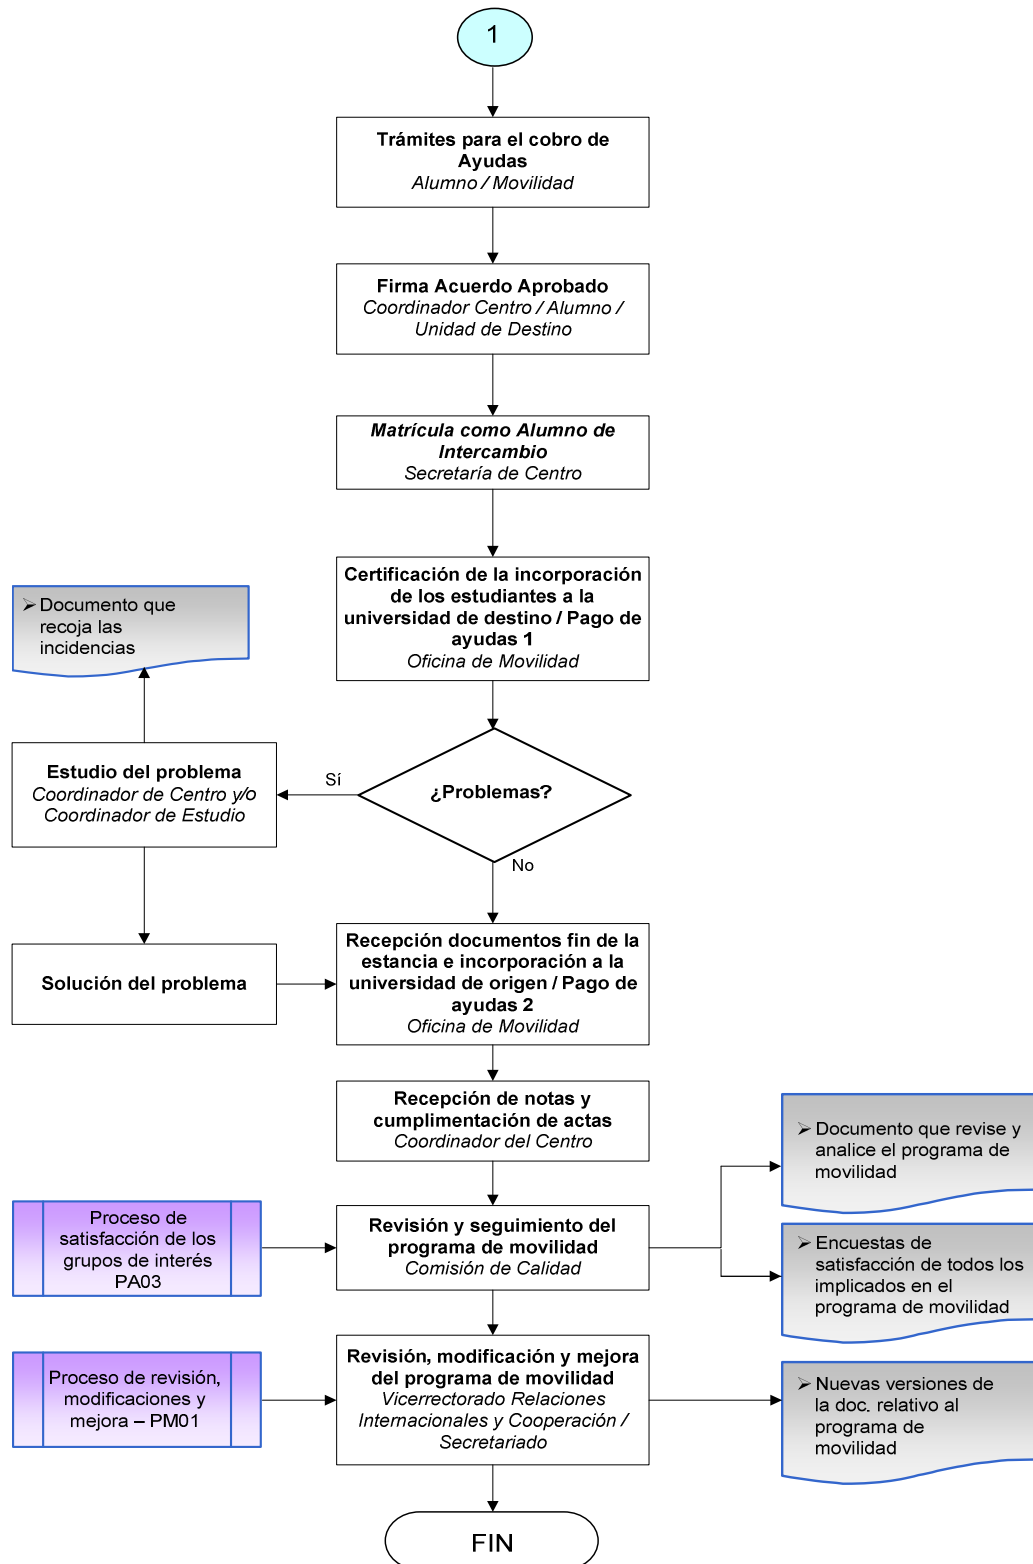 1
Trámites para el cobro de
Ayudas
Alumno / Movilidad
Firma Acuerdo Aprobado
Coordinador Centro / Alumno /
Unidad de Destino
Matrícula como Alumno de
Intercambio
Secretaría de Centro
Certificación de la incorporación
de los estudiantes a la
universidad de destino / Pago de
ayudas 1
Oficina de Movilidad
➢ Documento que
recoja las
incidencias
Estudio del problema
Coordinador de Centro y/o
Coordinador de Estudio
Sí
¿Problemas?
No
Solución del problema
Recepción documentos fin de la
estancia e incorporación a la
universidad de origen / Pago de
ayudas 2
Oficina de Movilidad
Recepción de notas y
cumplimentación de actas
Coordinador del Centro
➢ Documento que revise y
analice el programa de
movilidad
Proceso de
satisfacción de los
grupos de interés
PA03
Revisión y seguimiento del
programa de movilidad
Comisión de Calidad
➢ Encuestas de
satisfacción de todos los
implicados en el
programa de movilidad
Proceso de revisión,
modificaciones y
mejora – PM01
Revisión, modificación y mejora
del programa de movilidad
Vicerrectorado Relaciones
Internacionales y Cooperación /
Secretariado
➢ Nuevas versiones de
la doc. relativo al
programa de
movilidad
FIN